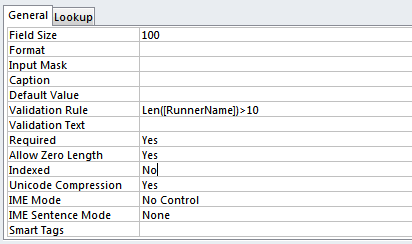 General Lookup
Field Size 100
Format
Input Mask
Caption
Default Value
Validation Rule Len([RunnerName])>10
Validation Text
Required Yes
Allow Zero Length Yes
Indexed No
Unicode Compression Yes
IME Mode No Control
IME Sentence Mode None
Smart Tags